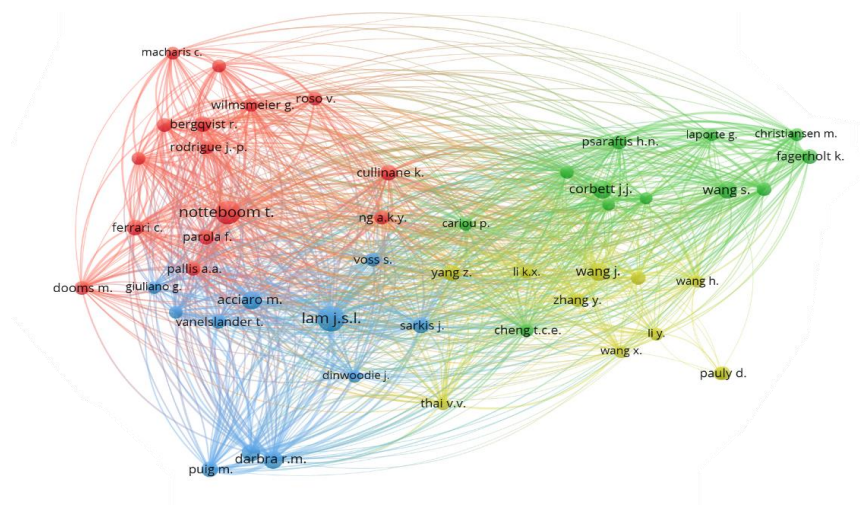 macharis c.
roso v.
wilmsmeier g.
bergqvist r.
rodrigue j.-p.
cullinane k.
notteboom t.
ng a.k.y.
ferrari c.
parola f.
pallis a.a.
dooms m.
giuliano g.
acciaro m.
vanelslander t.
voss s.
lam j.s.l.
sarkis j.
dinwoodie j.
darbra r.m.
puig m.
psaraftis h.n.
laporte g.
christiansen m.
fagerholt k.
corbett j.j.
wang s.
cariou p.
yang z.
li k.x.
wang j.
wang h.
zhang y.
cheng t.c.e.
li y.
wang x.
pauly d.
thai v.v.